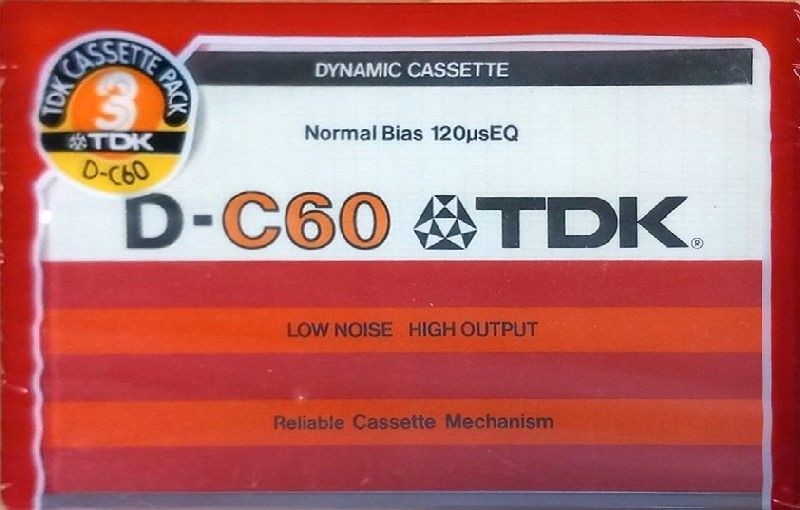 TDK CASSETTE PACK
3
TDK
D-C60
DYNAMIC CASSETTE
Normal Bias 120µsEQ
D-C60 TDK®
LOW NOISE HIGH OUTPUT
Reliable Cassette Mechanism